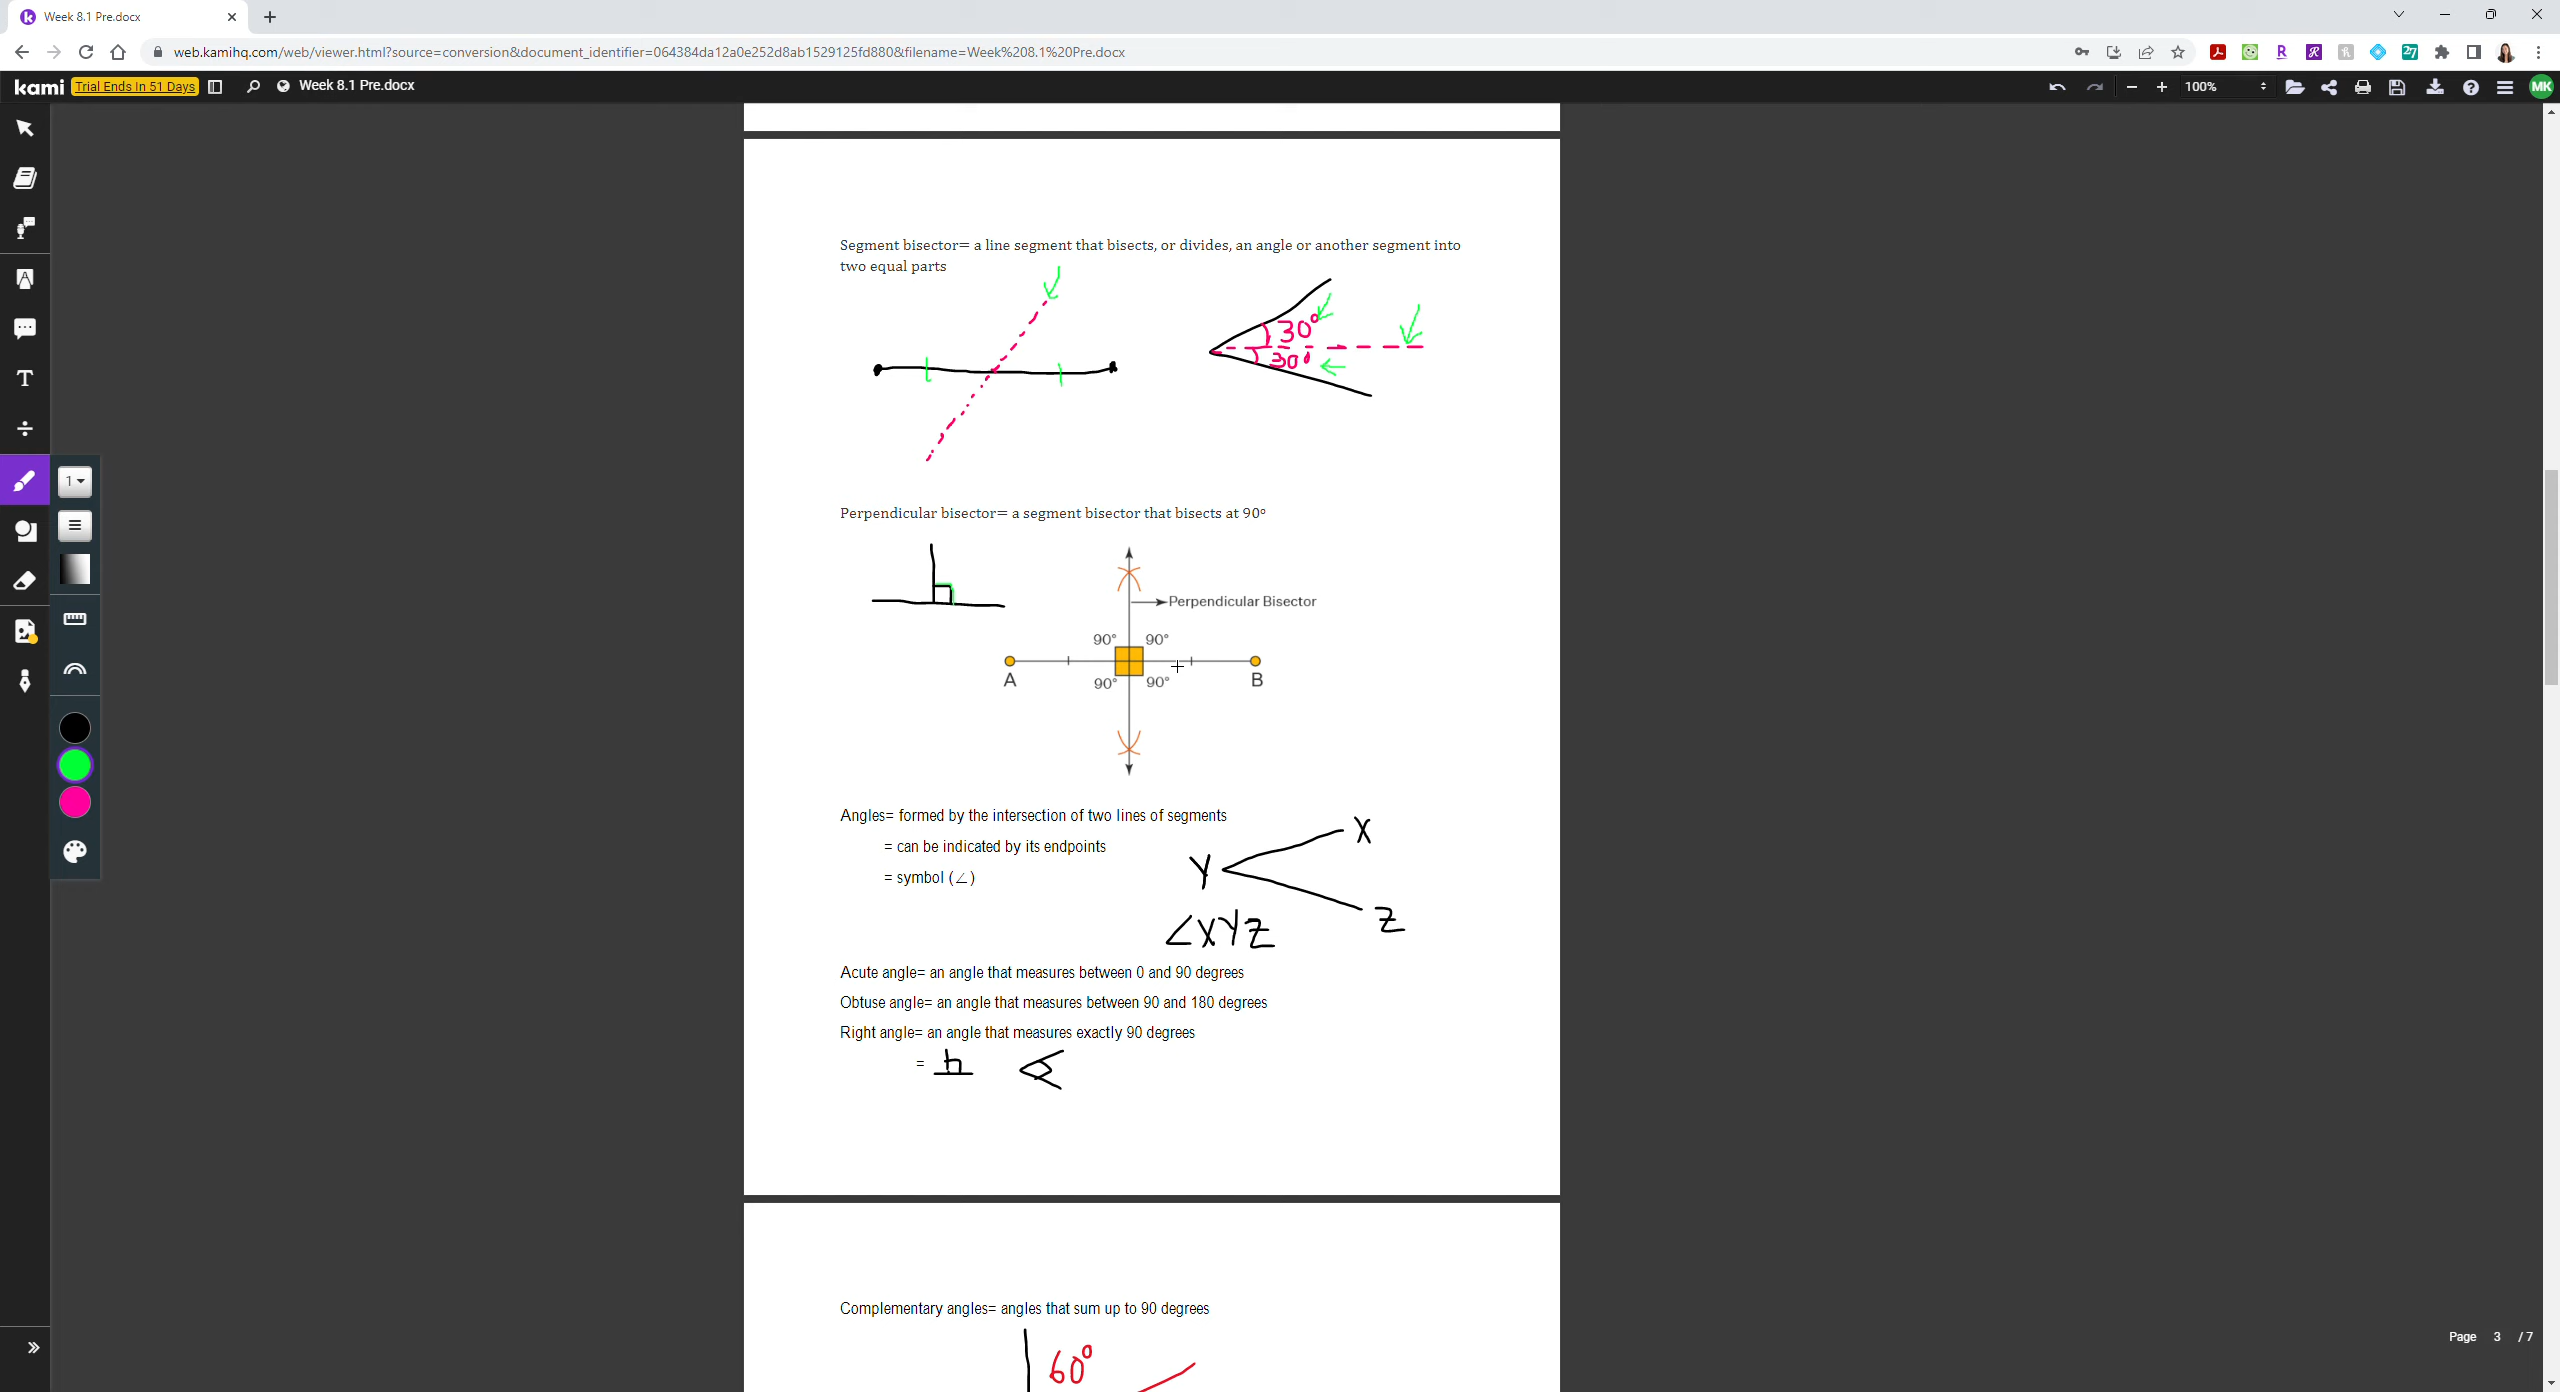 Week 8.1 Pre.docx
web.kamihq.com/web/viewer.html?source=conversion&document_identifier=064384da12a0e252d8ab1529125fd880&filename=Week%208.1%20Pre.docx
kami Trial Ends In 51 Days Week 8.1 Pre.docx 100% MK
Segment bisector= a line segment that bisects, or divides, an angle or another segment into
two equal parts
30°
30°
Perpendicular bisector= a segment bisector that bisects at 90°
Perpendicular Bisector
90° 90°
A B
90° 90°
Angles= formed by the intersection of two lines of segments
= can be indicated by its endpoints
= symbol (∠)
X
Y
Z
∠XYZ
Acute angle= an angle that measures between 0 and 90 degrees
Obtuse angle= an angle that measures between 90 and 180 degrees
Right angle= an angle that measures exactly 90 degrees
=
Complementary angles= angles that sum up to 90 degrees
60°
1
Page 3 / 7